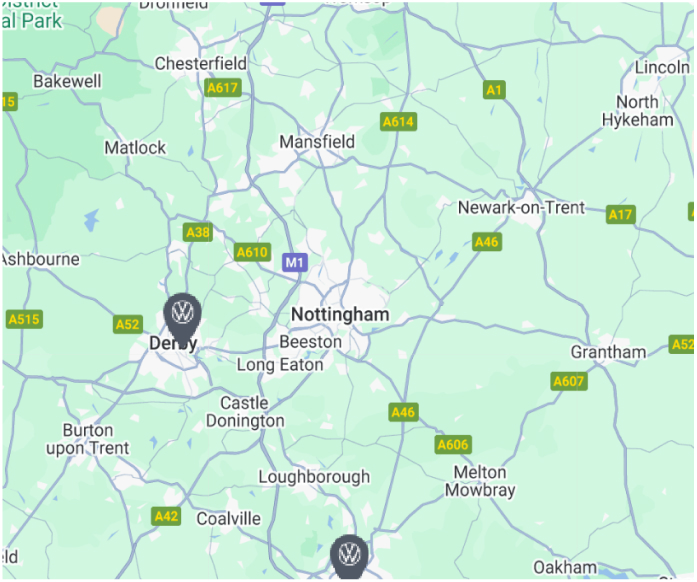 District
al Park
Dronfield
Chesterfield
Lincoln
Bakewell
A617
A1
15
North
Hykeham
A614
Matlock
Mansfield
Newark-on-Trent
A17
A38
A46
A610
Ashbourne
M1
A515
A52
Nottingham
Derby
Beeston
Grantham
A52
Long Eaton
A607
Castle
Donington
A46
Burton
upon Trent
A606
Loughborough
Melton
Mowbray
A42
Coalville
eld
Oakham